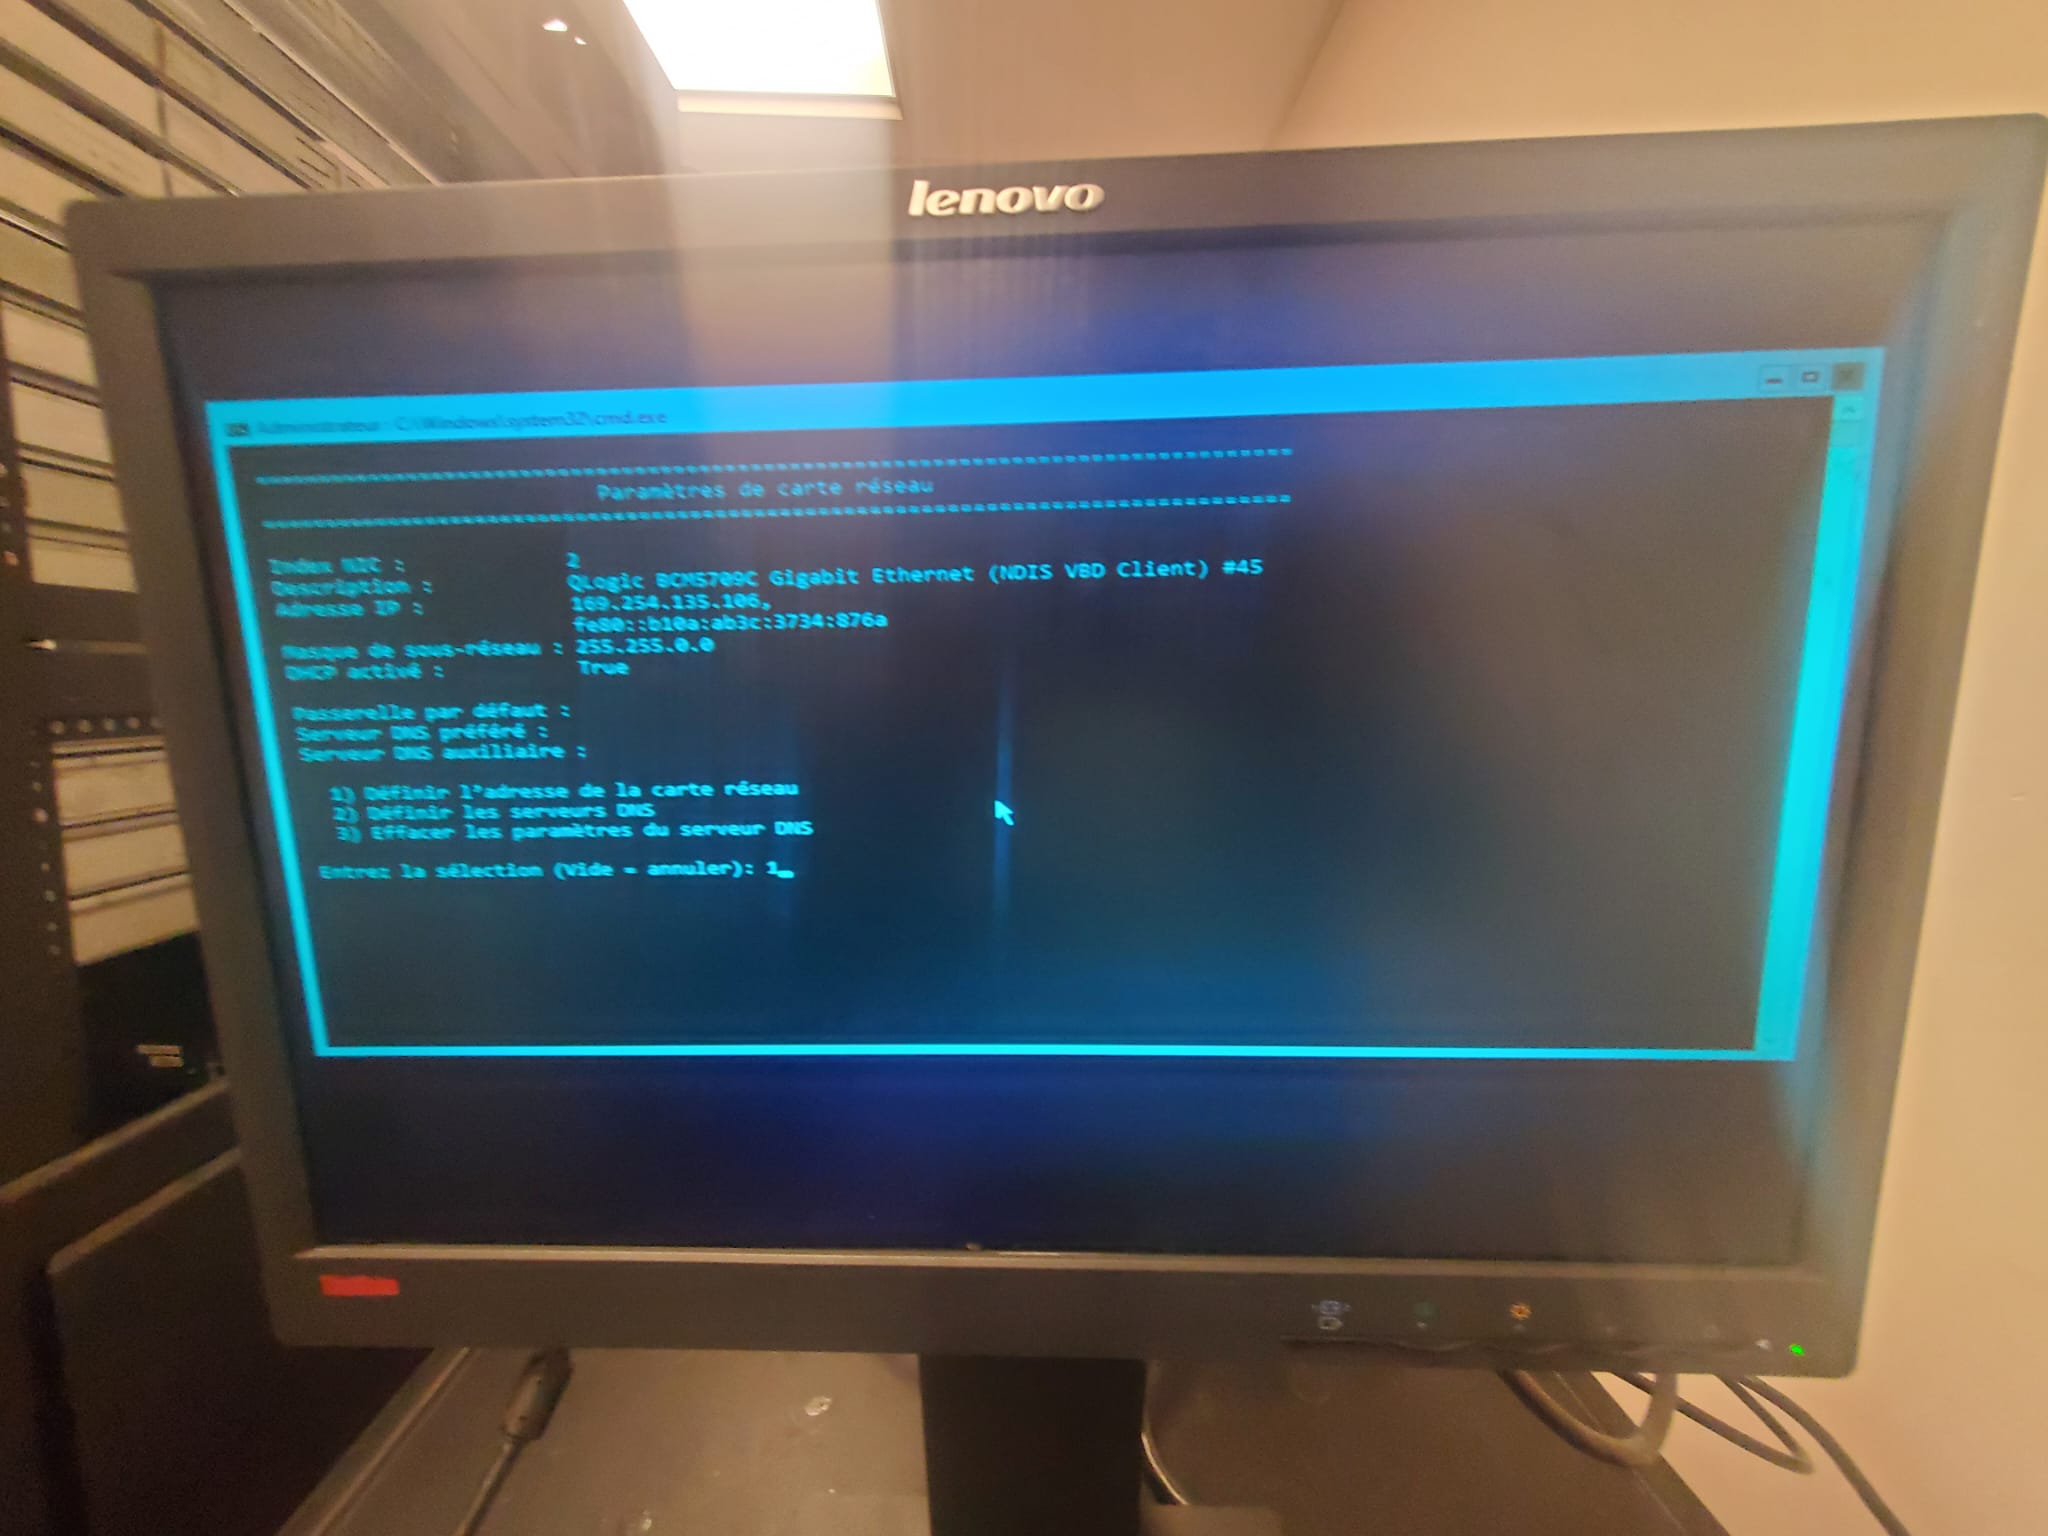 lenovo
Administrateur : C:\Windows\system32\cmd.exe
Paramètres de carte réseau
Index NIC : 2
Description : QLogic BCM5709C Gigabit Ethernet (NDIS VBD Client) #45
Adresse IP : 169.254.135.106,
fe80::b10a:ab3c:3734:876a
Masque de sous-réseau : 255.255.0.0
DHCP activé : True
Passerelle par défaut :
Serveur DNS préféré :
Serveur DNS auxiliaire :
1) Définir l'adresse de la carte réseau
2) Définir les serveurs DNS
3) Effacer les paramètres du serveur DNS
Entrez la sélection (Vide = annuler): 1_